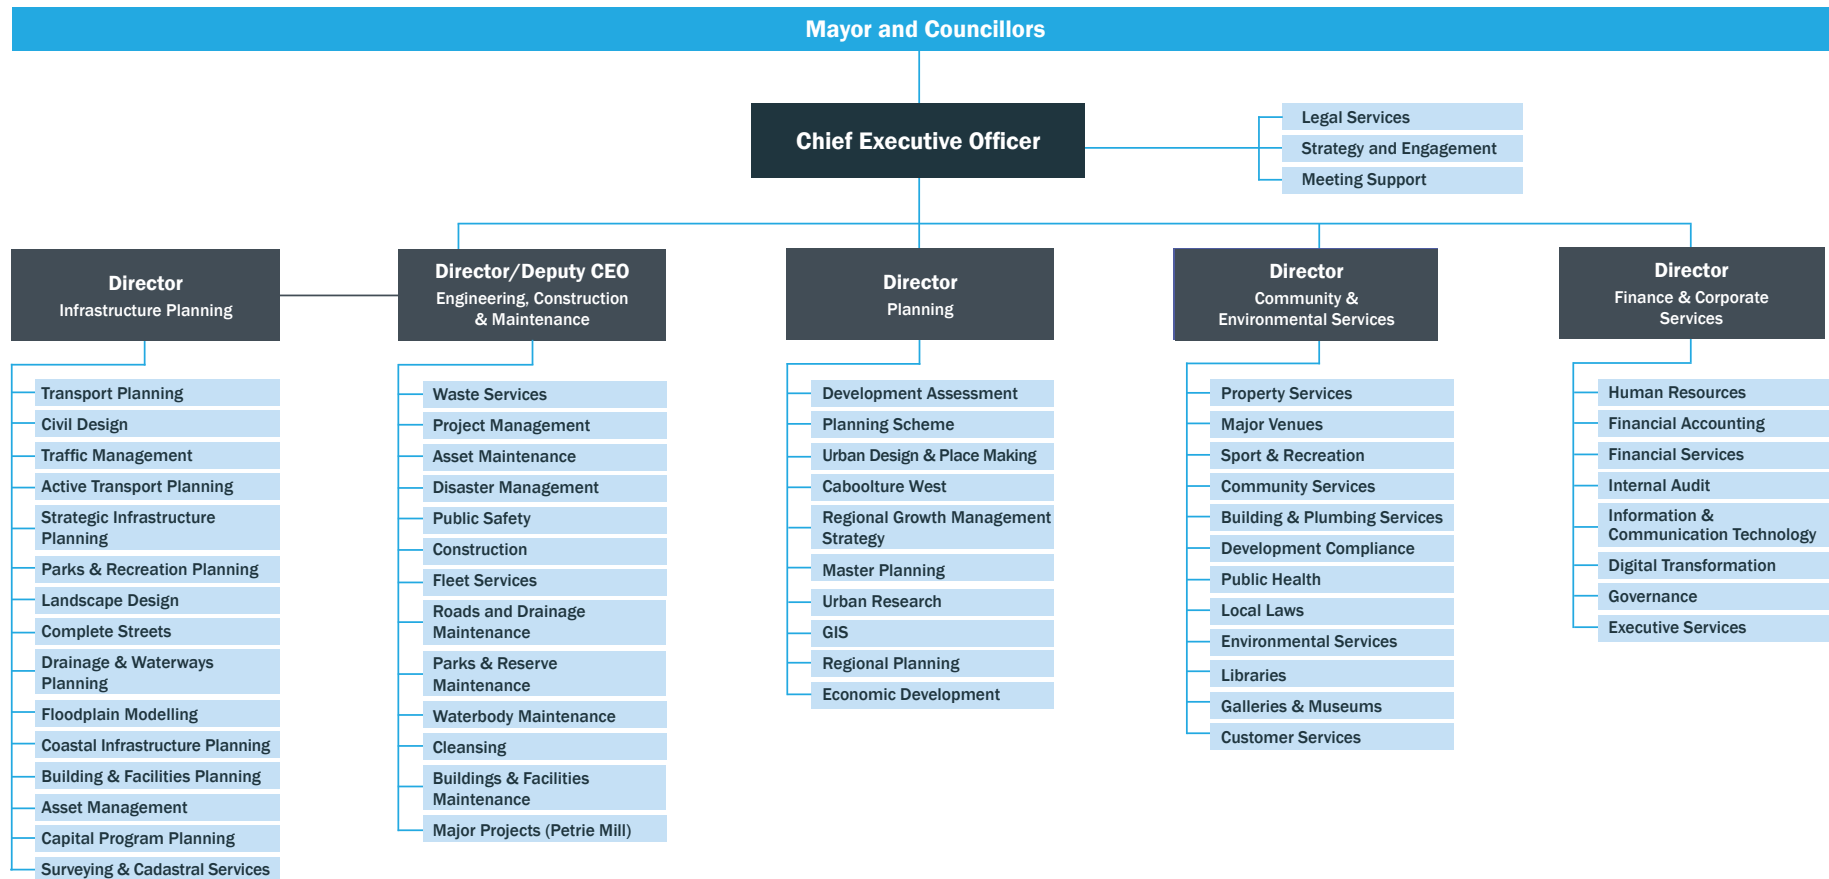 Mayor and Councillors
Chief Executive Officer
Legal Services
Strategy and Engagement
Meeting Support
Director
Infrastructure Planning
Transport Planning
Civil Design
Traffic Management
Active Transport Planning
Strategic Infrastructure
Planning
Parks & Recreation Planning
Landscape Design
Complete Streets
Drainage & Waterways
Planning
Floodplain Modelling
Coastal Infrastructure Planning
Building & Facilities Planning
Asset Management
Capital Program Planning
Surveying & Cadastral Services
Director/Deputy CEO
Engineering, Construction
& Maintenance
Waste Services
Project Management
Asset Maintenance
Disaster Management
Public Safety
Construction
Fleet Services
Roads and Drainage
Maintenance
Parks & Reserve
Maintenance
Waterbody Maintenance
Cleansing
Buildings & Facilities
Maintenance
Major Projects (Petrie Mill)
Director
Planning
Development Assessment
Planning Scheme
Urban Design & Place Making
Caboolture West
Regional Growth Management
Strategy
Master Planning
Urban Research
GIS
Regional Planning
Economic Development
Director
Community &
Environmental Services
Property Services
Major Venues
Sport & Recreation
Community Services
Building & Plumbing Services
Development Compliance
Public Health
Local Laws
Environmental Services
Libraries
Galleries & Museums
Customer Services
Director
Finance & Corporate
Services
Human Resources
Financial Accounting
Financial Services
Internal Audit
Information &
Communication Technology
Digital Transformation
Governance
Executive Services